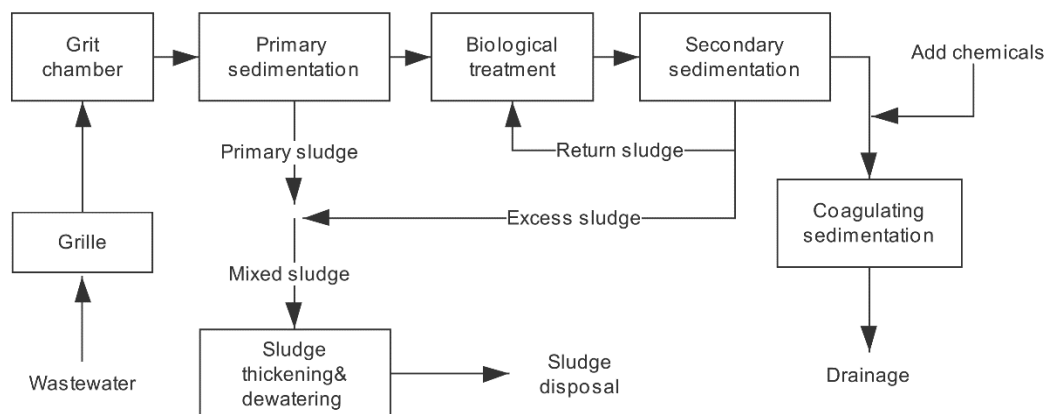 Grit
chamber
Primary
sedimentation
Biological
treatment
Secondary
sedimentation
Add chemicals
Primary sludge
Return sludge
Excess sludge
Coagulating
sedimentation
Grille
Mixed sludge
Wastewater
Sludge
thickening&
dewatering
Sludge
disposal
Drainage